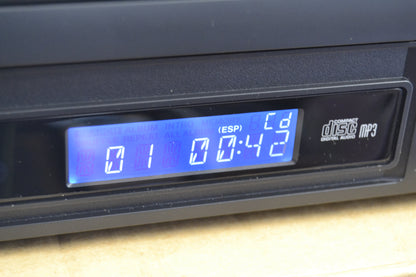 Cd
(ESP)
01 00:42
COMPACT
disc MP3
DIGITAL AUDIO